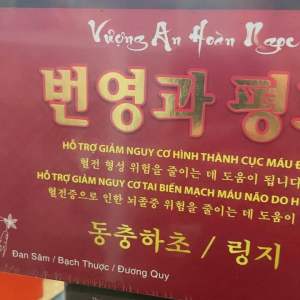 Vượng An Hoàn Ngọc
번영과 평
HỖ TRỢ GIẢM NGUY CƠ HÌNH THÀNH CỤC MÁU Đ
혈전 형성 위험을 줄이는 데 도움이 됩니다
HỖ TRỢ GIẢM NGUY CƠ TAI BIẾN MẠCH MÁU NÃO DO H
혈전증으로 인한 뇌졸중 위험을 줄이는 데 도움이
동충하초 / 링지
Đan Sâm / Bạch Thược / Đương Quy